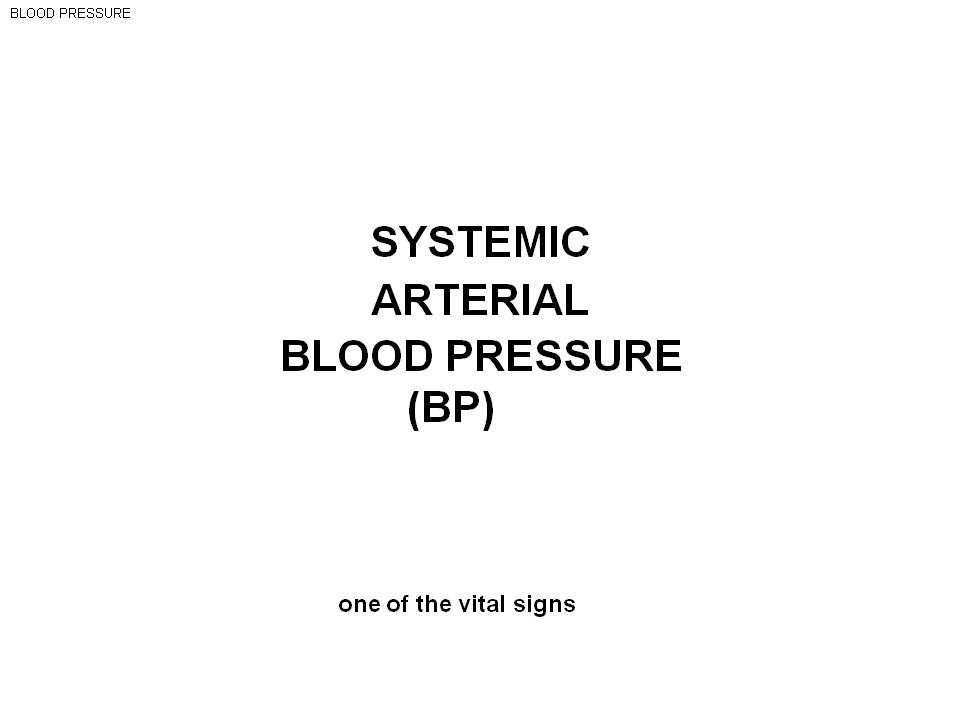 BLOOD PRESSURE
SYSTEMIC
ARTERIAL
BLOOD PRESSURE
(BP)
one of the vital signs